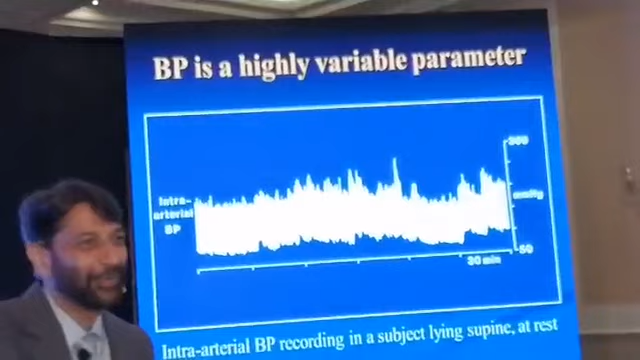 BP is a highly variable parameter
300
Intra-
arterial
BP
mmHg
50
30 min
Intra-arterial BP recording in a subject lying supine, at rest